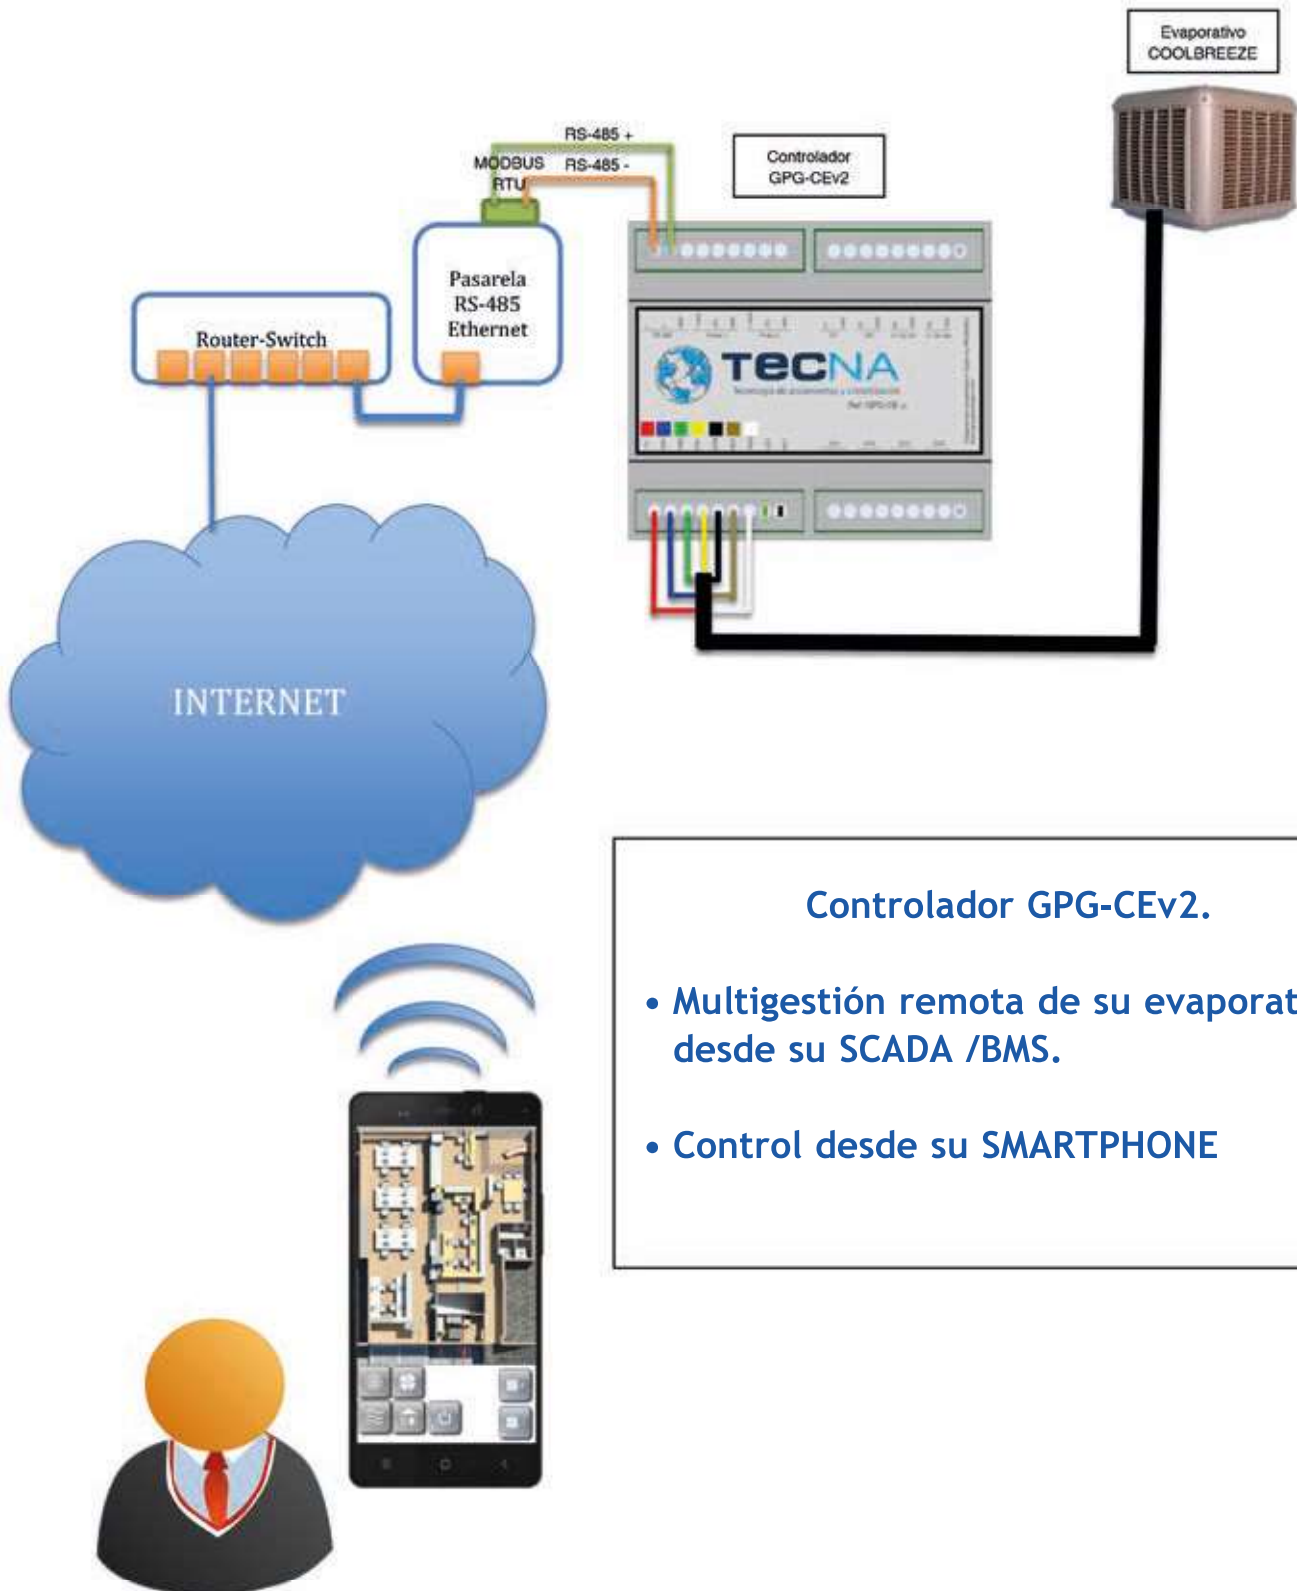 Evaporativo
COOLBREEZE
RS-485 +
MODBUS
RTU
RS-485 -
Controlador
GPG-CEv2
Pasarela
RS-485
Ethernet
Router-Switch
TECNA
INTERNET
Controlador GPG-CEv2.
• Multigestión remota de su evaporat
desde su SCADA /BMS.
• Control desde su SMARTPHONE